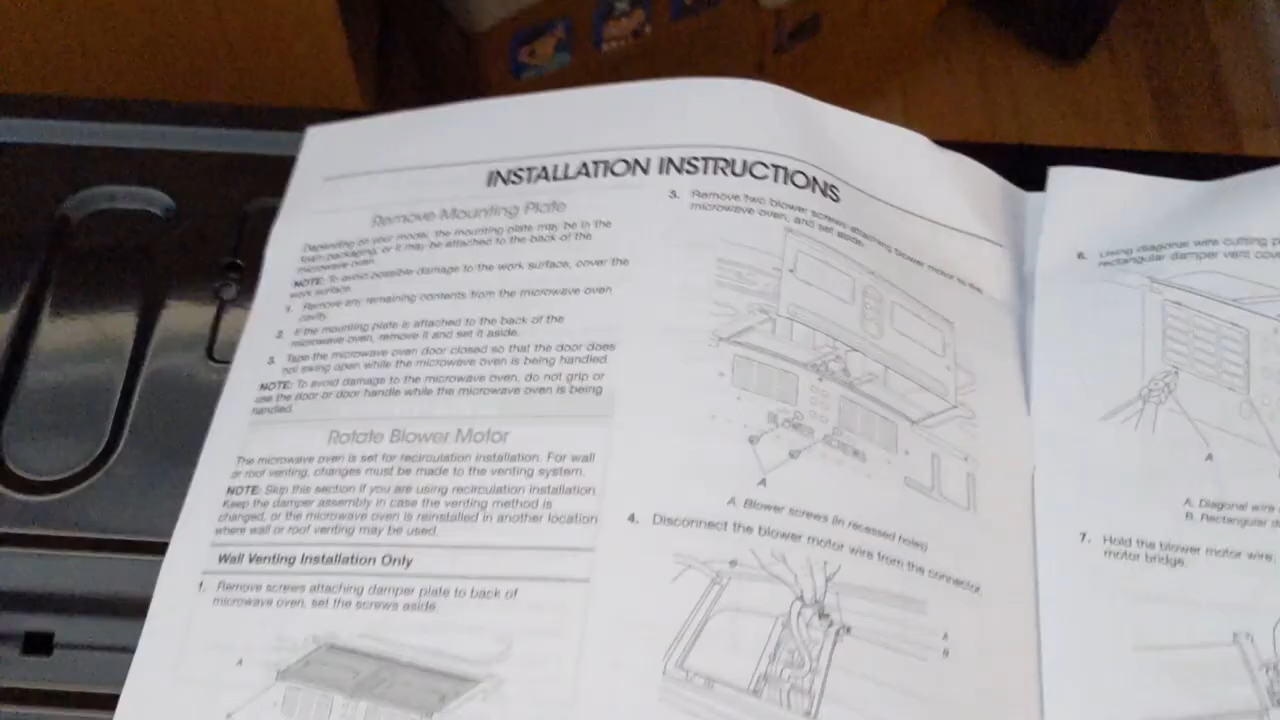 INSTALLATION INSTRUCTIONS
Remove Mounting Plate
Depending on your model, the mounting plate may be in the
foam packaging, or it may be attached to the back of the
microwave oven.
NOTE: To avoid possible damage to the work surface, cover the
work surface.
1. Remove any remaining contents from the microwave oven
cavity.
2. If the mounting plate is attached to the back of the
microwave oven, remove it and set it aside.
3. Tape the microwave oven door closed so that the door does
not swing open while the microwave oven is being handled.
NOTE: To avoid damage to the microwave oven, do not grip or
use the door or door handle while the microwave oven is being
handled.
Rotate Blower Motor
The microwave oven is set for recirculation installation. For wall
or roof venting, changes must be made to the venting system.
NOTE: Skip this section if you are using recirculation installation.
Keep the damper assembly in case the venting method is
changed, or the microwave oven is reinstalled in another location
where wall or roof venting may be used.
Wall Venting Installation Only
1. Remove screws attaching damper plate to back of
microwave oven, set the screws aside.
A
3. Remove two blower screws attaching blower motor to the
microwave oven, and set aside.
A
A. Blower screws (in recessed holes)
4. Disconnect the blower motor wire from the connector.
A
B
6. Using diagonal wire cutting
rectangular damper vent
A
A. Diagonal wire
B. Rectangular
7. Hold the blower motor wire
motor bridge.